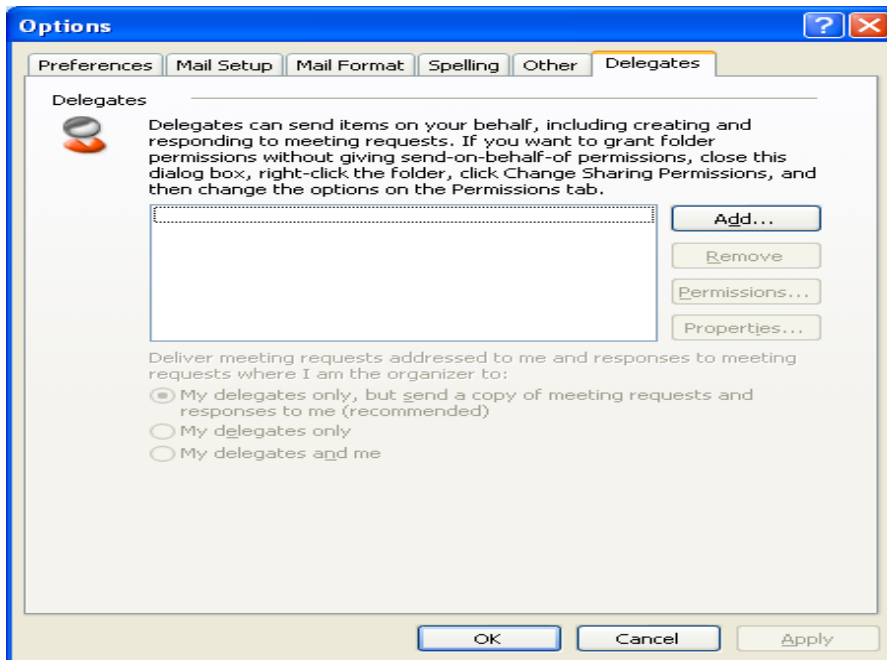 Options
Preferences Mail Setup Mail Format Spelling Other Delegates
Delegates
Delegates can send items on your behalf, including creating and
responding to meeting requests. If you want to grant folder
permissions without giving send-on-behalf-of permissions, close this
dialog box, right-click the folder, click Change Sharing Permissions, and
then change the options on the Permissions tab.
Add...
Remove
Permissions...
Properties...
Deliver meeting requests addressed to me and responses to meeting
requests where I am the organizer to:
My delegates only, but send a copy of meeting requests and
responses to me (recommended)
My delegates only
My delegates and me
OK Cancel Apply